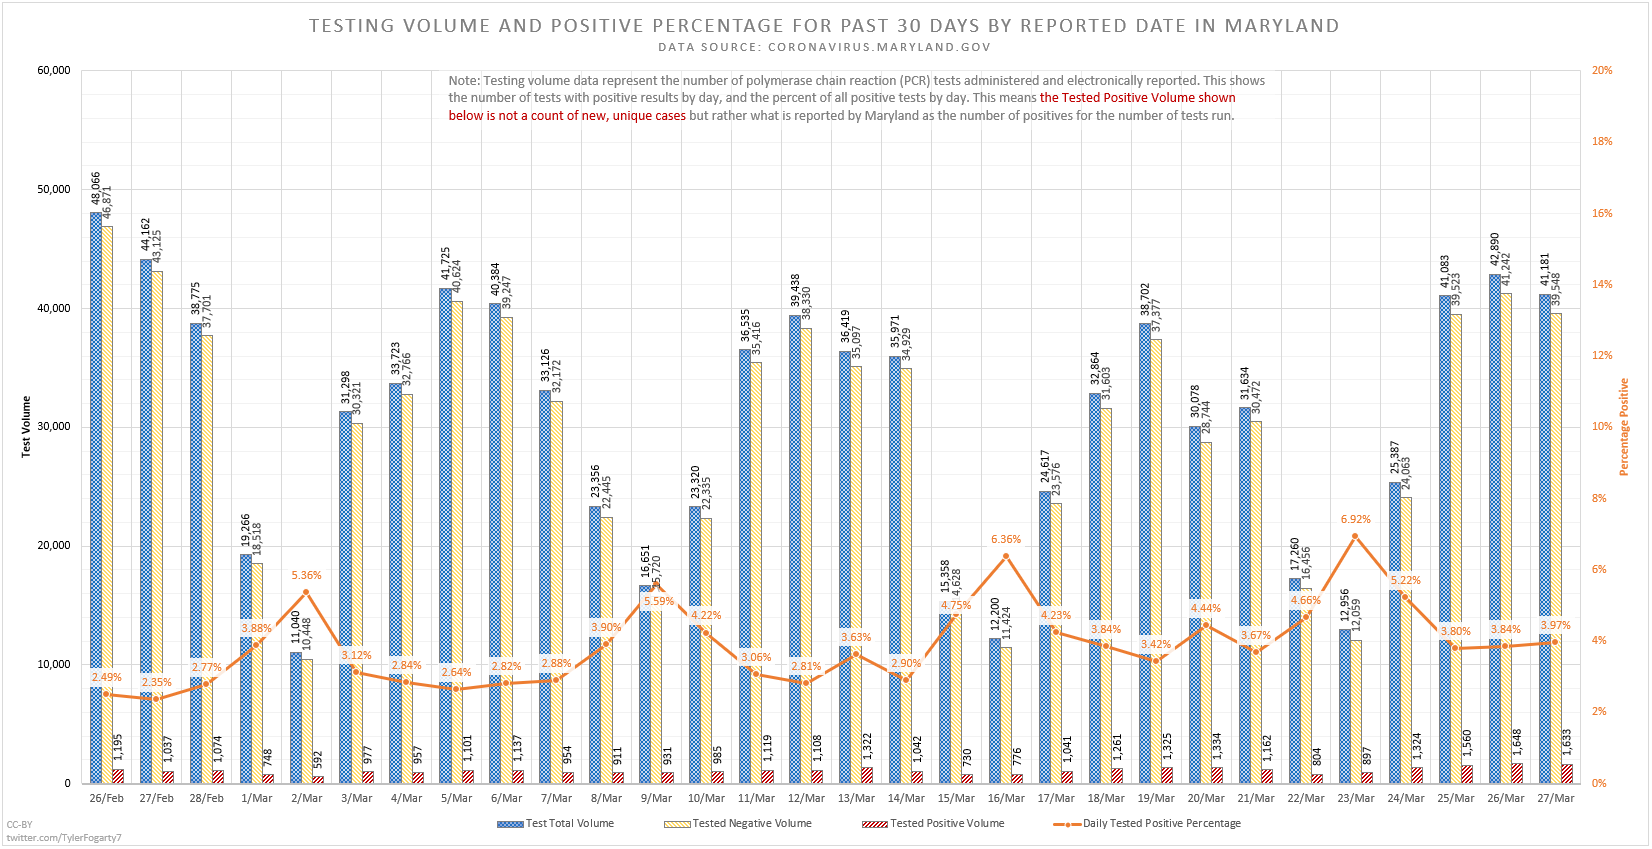 TESTING VOLUME AND POSITIVE PERCENTAGE FOR PAST 30 DAYS BY REPORTED DATE IN MARYLAND
DATA SOURCE: CORONAVIRUS.MARYLAND.GOV
Note: Testing volume data represent the number of polymerase chain reaction (PCR) tests administered and electronically reported. This shows
the number of tests with positive results by day, and the percent of all positive tests by day. This means the Tested Positive Volume shown
below is not a count of new, unique cases but rather what is reported by Maryland as the number of positives for the number of tests run.
Test Volume
60,000
50,000
40,000
30,000
20,000
10,000
0
Percentage Positive
20%
18%
16%
14%
12%
10%
8%
6%
4%
2%
0%
48,066 46,871 2.49% 1,195
44,162 43,125 2.35% 1,037
38,775 37,701 2.77% 1,074
19,266 18,518 3.88% 748
11,040 10,448 5.36% 592
31,298 30,321 3.12% 977
33,723 32,766 2.84% 957
41,725 40,624 2.64% 1,101
40,384 39,247 2.82% 1,137
33,126 32,172 2.88% 954
23,356 22,445 3.90% 911
16,651 5,720 5.59% 931
23,320 22,335 4.22% 985
36,535 35,416 3.06% 1,119
39,438 38,330 2.81% 1,108
36,419 35,097 3.63% 1,322
35,971 34,929 2.90% 1,042
15,358 4,628 4.75% 730
12,200 11,424 6.36% 776
24,617 23,576 4.23% 1,041
32,864 31,603 3.84% 1,261
38,702 37,377 3.42% 1,325
30,078 28,744 4.44% 1,334
31,634 30,472 3.67% 1,162
17,260 16,456 4.66% 804
12,956 12,059 6.92% 897
25,387 24,063 5.22% 1,324
41,083 39,523 3.80% 1,560
42,890 41,242 3.84% 1,648
41,181 39,548 3.97% 1,633
26/Feb 27/Feb 28/Feb 1/Mar 2/Mar 3/Mar 4/Mar 5/Mar 6/Mar 7/Mar 8/Mar 9/Mar 10/Mar 11/Mar 12/Mar 13/Mar 14/Mar 15/Mar 16/Mar 17/Mar 18/Mar 19/Mar 20/Mar 21/Mar 22/Mar 23/Mar 24/Mar 25/Mar 26/Mar 27/Mar
Test Total Volume Tested Negative Volume Tested Positive Volume Daily Tested Positive Percentage
CC-BY
twitter.com/TylerFogarty7